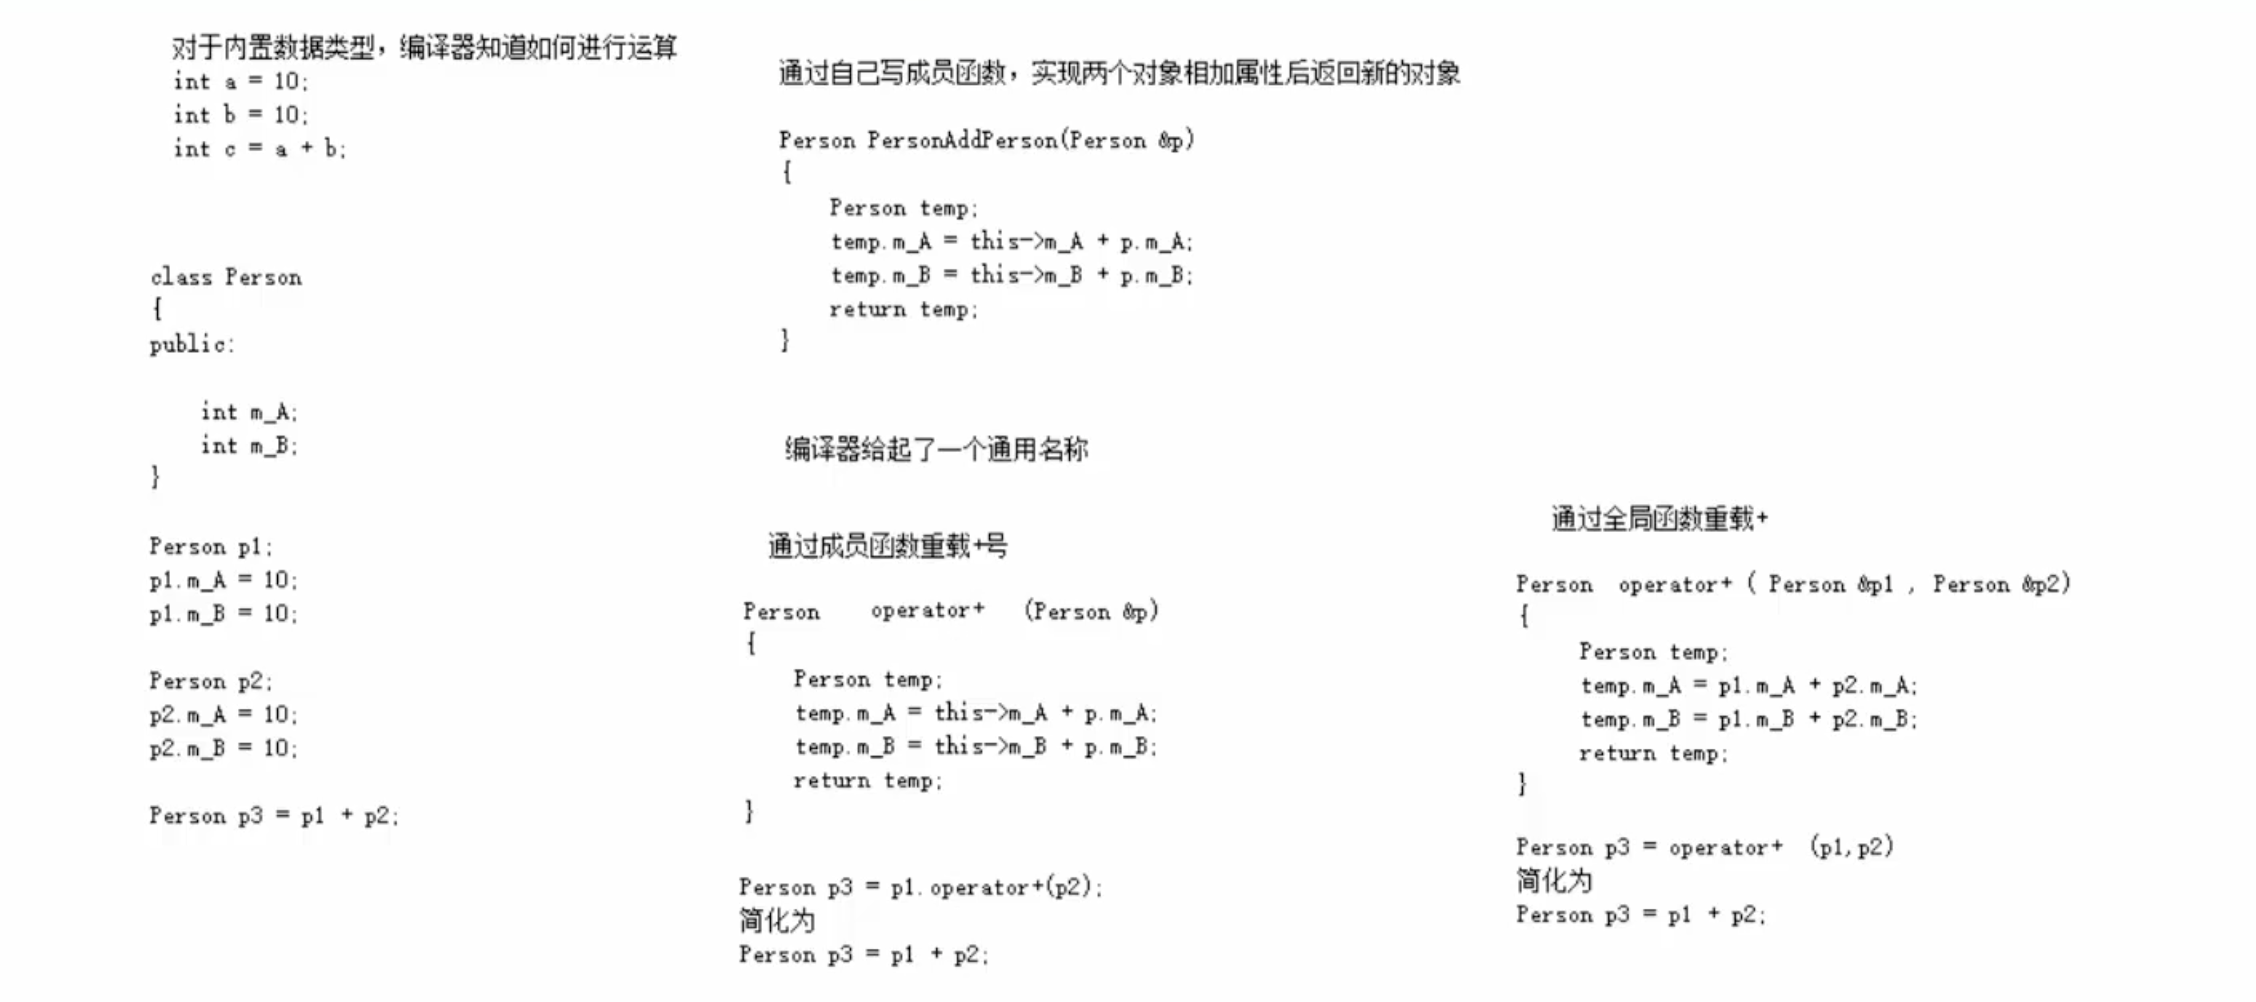 对于内置数据类型，编译器知道如何进行运算
int a = 10;
int b = 10;
int c = a + b;
class Person
{
public:
int m_A;
int m_B;
}
Person p1;
p1.m_A = 10;
p1.m_B = 10;
Person p2;
p2.m_A = 10;
p2.m_B = 10;
Person p3 = p1 + p2;
通过自己写成员函数，实现两个对象相加属性后返回新的对象
Person PersonAddPerson(Person &p)
{
Person temp;
temp.m_A = this->m_A + p.m_A;
temp.m_B = this->m_B + p.m_B;
return temp;
}
编译器给起了一个通用名称
通过成员函数重载+号
Person operator+ (Person &p)
{
Person temp;
temp.m_A = this->m_A + p.m_A;
temp.m_B = this->m_B + p.m_B;
return temp;
}
Person p3 = p1.operator+(p2);
简化为
Person p3 = p1 + p2;
通过全局函数重载+
Person operator+ ( Person &p1 , Person &p2)
{
Person temp;
temp.m_A = p1.m_A + p2.m_A;
temp.m_B = p1.m_B + p2.m_B;
return temp;
}
Person p3 = operator+ (p1,p2)
简化为
Person p3 = p1 + p2;